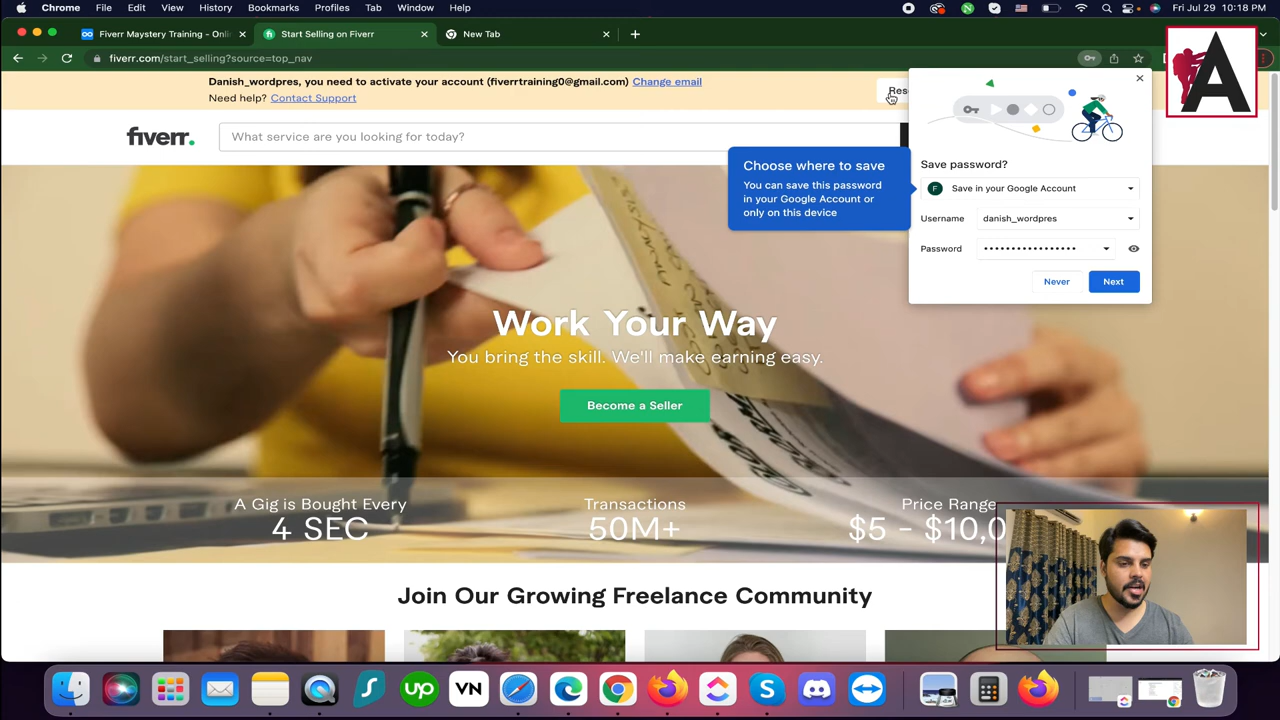 Chrome File Edit View History Bookmarks Profiles Tab Window Help Fri Jul 29 10:18 PM
Fiverr Maystery Training - Onli
Start Selling on Fiverr
New Tab
fiverr.com/start_selling?source=top_nav
Danish_wordpres, you need to activate your account (fiverrtraining0@gmail.com) Change email
Need help? Contact Support
Res
fiverr.
What service are you looking for today?
Choose where to save
You can save this password
in your Google Account or
only on this device
Save password?
F Save in your Google Account
Username danish_wordpres
Password •••••••••••••••••
Never Next
A
Work Your Way
You bring the skill. We'll make earning easy.
Become a Seller
A Gig is Bought Every
4 SEC
Transactions
50M+
Price Range
$5 - $10,0
Join Our Growing Freelance Community
up VN